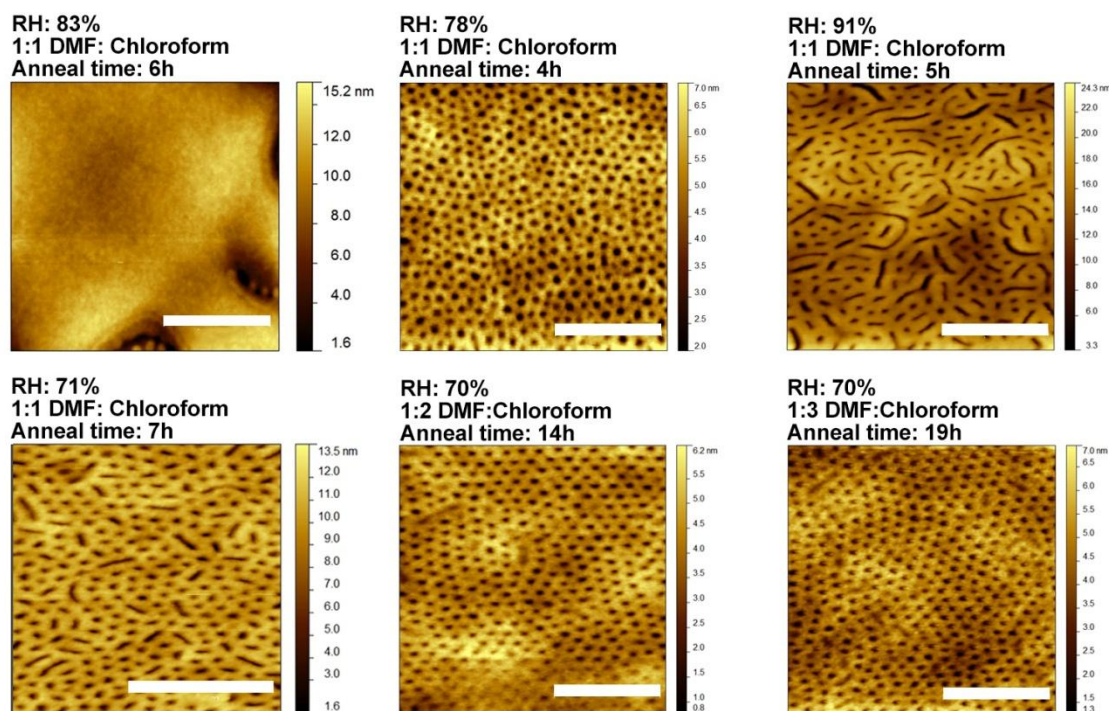 RH: 83%
1:1 DMF: Chloroform
Anneal time: 6h
15.2 nm
12.0
10.0
8.0
6.0
4.0
1.6
RH: 78%
1:1 DMF: Chloroform
Anneal time: 4h
7.0 nm
6.5
6.0
5.5
5.0
4.5
4.0
3.5
3.0
2.5
2.0
RH: 91%
1:1 DMF: Chloroform
Anneal time: 5h
24.3 nm
22.0
20.0
18.0
16.0
14.0
12.0
10.0
8.0
6.0
3.3
RH: 71%
1:1 DMF: Chloroform
Anneal time: 7h
13.5 nm
12.0
11.0
10.0
9.0
8.0
7.0
6.0
5.0
4.0
3.0
1.6
RH: 70%
1:2 DMF:Chloroform
Anneal time: 14h
6.2 nm
5.5
5.0
4.5
4.0
3.5
3.0
2.5
2.0
1.5
1.0
0.8
RH: 70%
1:3 DMF:Chloroform
Anneal time: 19h
7.0 nm
6.5
6.0
5.5
5.0
4.5
4.0
3.5
3.0
2.5
2.0
1.5
1.3